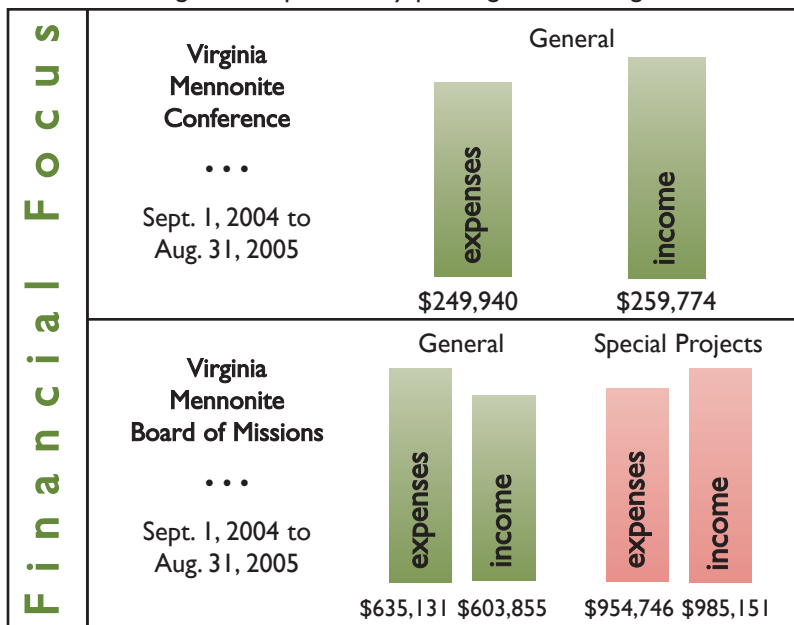 Financial Focus
Virginia
Mennonite
Conference
• • •
Sept. 1, 2004 to
Aug. 31, 2005
General
expenses
income
$249,940
$259,774
Virginia
Mennonite
Board of Missions
• • •
Sept. 1, 2004 to
Aug. 31, 2005
General
expenses
income
$635,131 $603,855
Special Projects
expenses
income
$954,746 $985,151